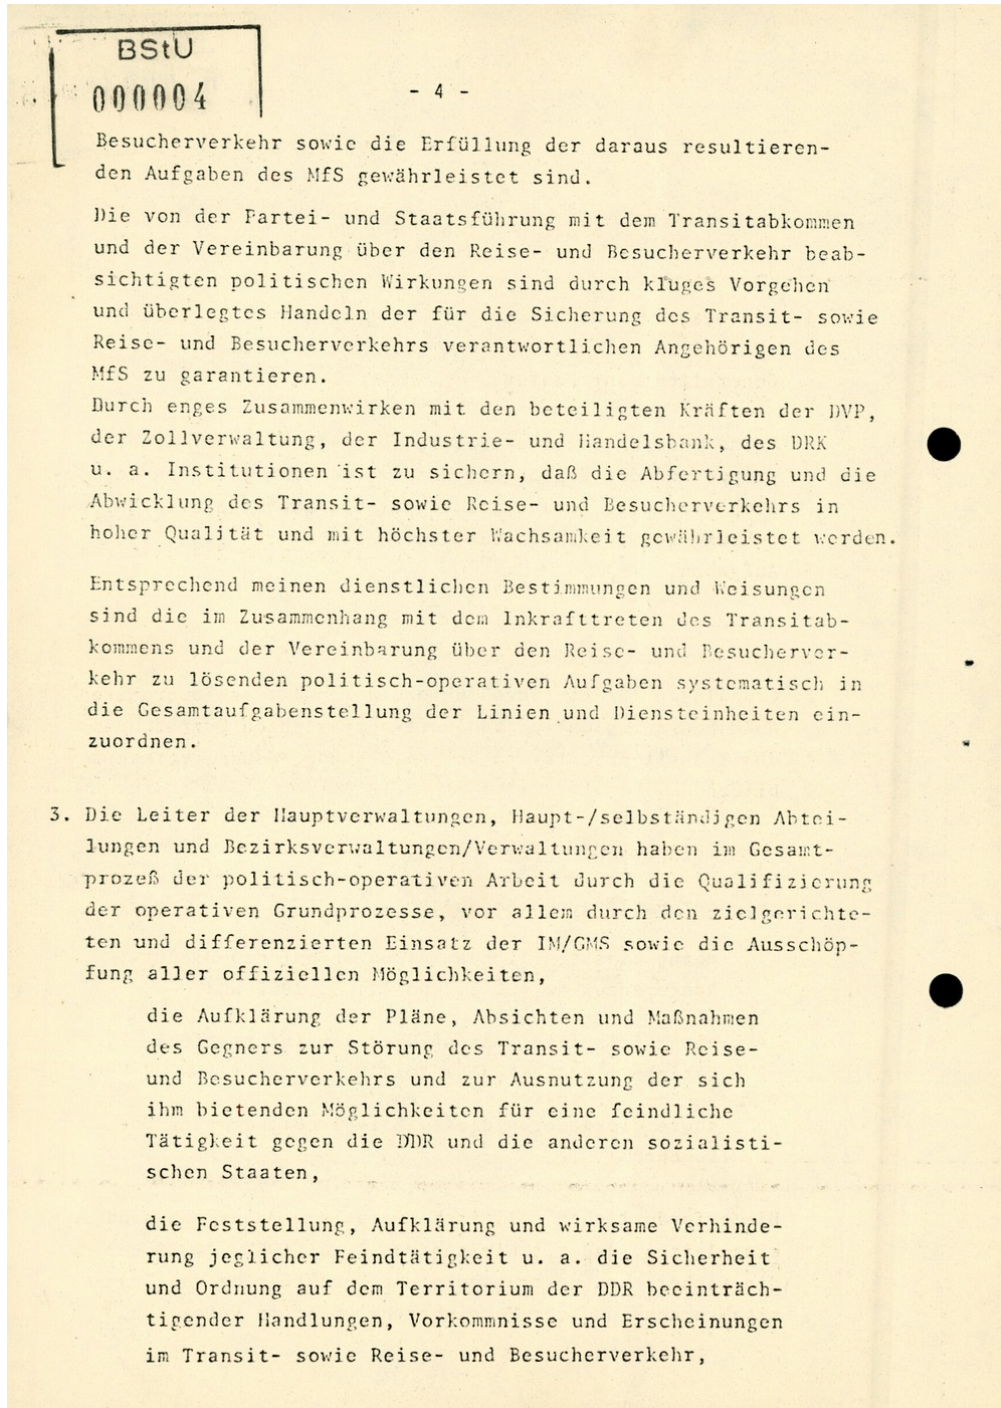 BStU
000004
- 4 -
Besucherverkehr sowie die Erfüllung der daraus resultieren-
den Aufgaben des MfS gewährleistet sind.
Die von der Partei- und Staatsführung mit dem Transitabkommen
und der Vereinbarung über den Reise- und Besucherverkehr beab-
sichtigten politischen Wirkungen sind durch kluges Vorgehen
und überlegtes Handeln der für die Sicherung des Transit- sowie
Reise- und Besucherverkehrs verantwortlichen Angehörigen des
MfS zu garantieren.
Durch enges Zusammenwirken mit den beteiligten Kräften der DVP,
der Zollverwaltung, der Industrie- und Handelsbank, des DRK
u. a. Institutionen ist zu sichern, daß die Abfertigung und die
Abwicklung des Transit- sowie Reise- und Besucherverkehrs in
hoher Qualität und mit höchster Wachsamkeit gewährleistet werden.
Entsprechend meinen dienstlichen Bestimmungen und Weisungen
sind die im Zusammenhang mit dem Inkrafttreten des Transitab-
kommens und der Vereinbarung über den Reise- und Besucherver-
kehr zu lösenden politisch-operativen Aufgaben systematisch in
die Gesamtaufgabenstellung der Linien und Diensteinheiten ein-
zuordnen.
3. Die Leiter der Hauptverwaltungen, Haupt-/selbständigen Abtei-
lungen und Bezirksverwaltungen/Verwaltungen haben im Gesamt-
prozeß der politisch-operativen Arbeit durch die Qualifizierung
der operativen Grundprozesse, vor allem durch den zielgerichte-
ten und differenzierten Einsatz der IM/GMS sowie die Ausschöp-
fung aller offiziellen Möglichkeiten,
die Aufklärung der Pläne, Absichten und Maßnahmen
des Gegners zur Störung des Transit- sowie Reise-
und Besucherverkehrs und zur Ausnutzung der sich
ihm bietenden Möglichkeiten für eine feindliche
Tätigkeit gegen die DDR und die anderen sozialisti-
schen Staaten,
die Feststellung, Aufklärung und wirksame Verhinde-
rung jeglicher Feindtätigkeit u. a. die Sicherheit
und Ordnung auf dem Territorium der DDR beeinträch-
tigender Handlungen, Vorkommnisse und Erscheinungen
im Transit- sowie Reise- und Besucherverkehr,